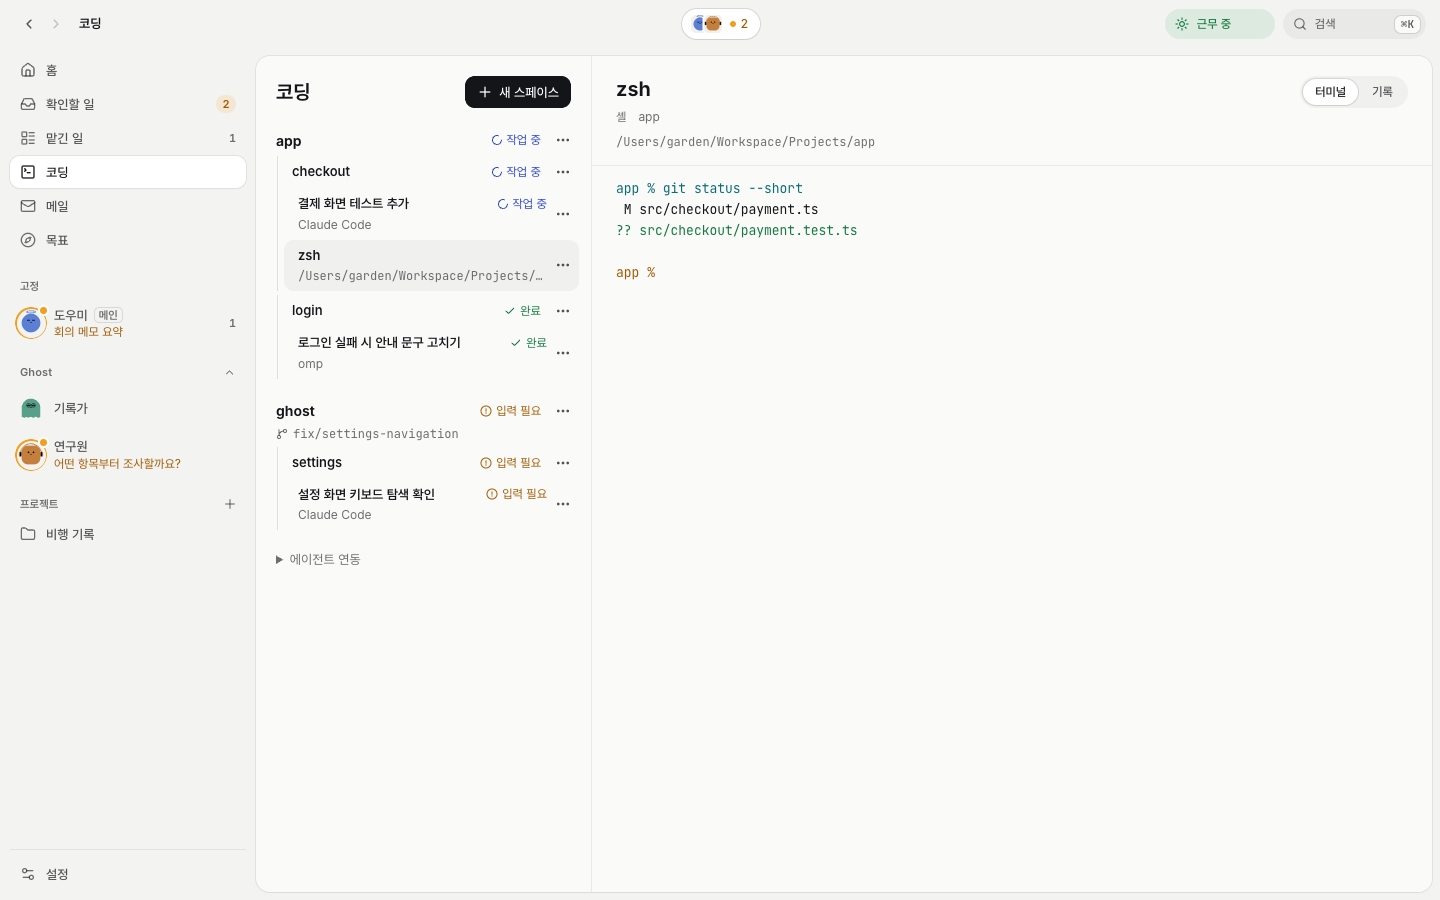 코딩
2
근무 중
검색
⌘K
홈
확인할 일
2
맡긴 일
1
코딩
메일
목표
고정
도우미
메인
회의 메모 요약
1
Ghost
기록가
연구원
어떤 항목부터 조사할까요?
프로젝트
비행 기록
설정
코딩
새 스페이스
app
작업 중
checkout
작업 중
결제 화면 테스트 추가
작업 중
Claude Code
zsh
/Users/garden/Workspace/Projects/…
login
완료
로그인 실패 시 안내 문구 고치기
완료
omp
ghost
입력 필요
fix/settings-navigation
settings
입력 필요
설정 화면 키보드 탐색 확인
입력 필요
Claude Code
에이전트 연동
zsh
셸 app
/Users/garden/Workspace/Projects/app
터미널
기록
app % git status --short
 M src/checkout/payment.ts
?? src/checkout/payment.test.ts
app %